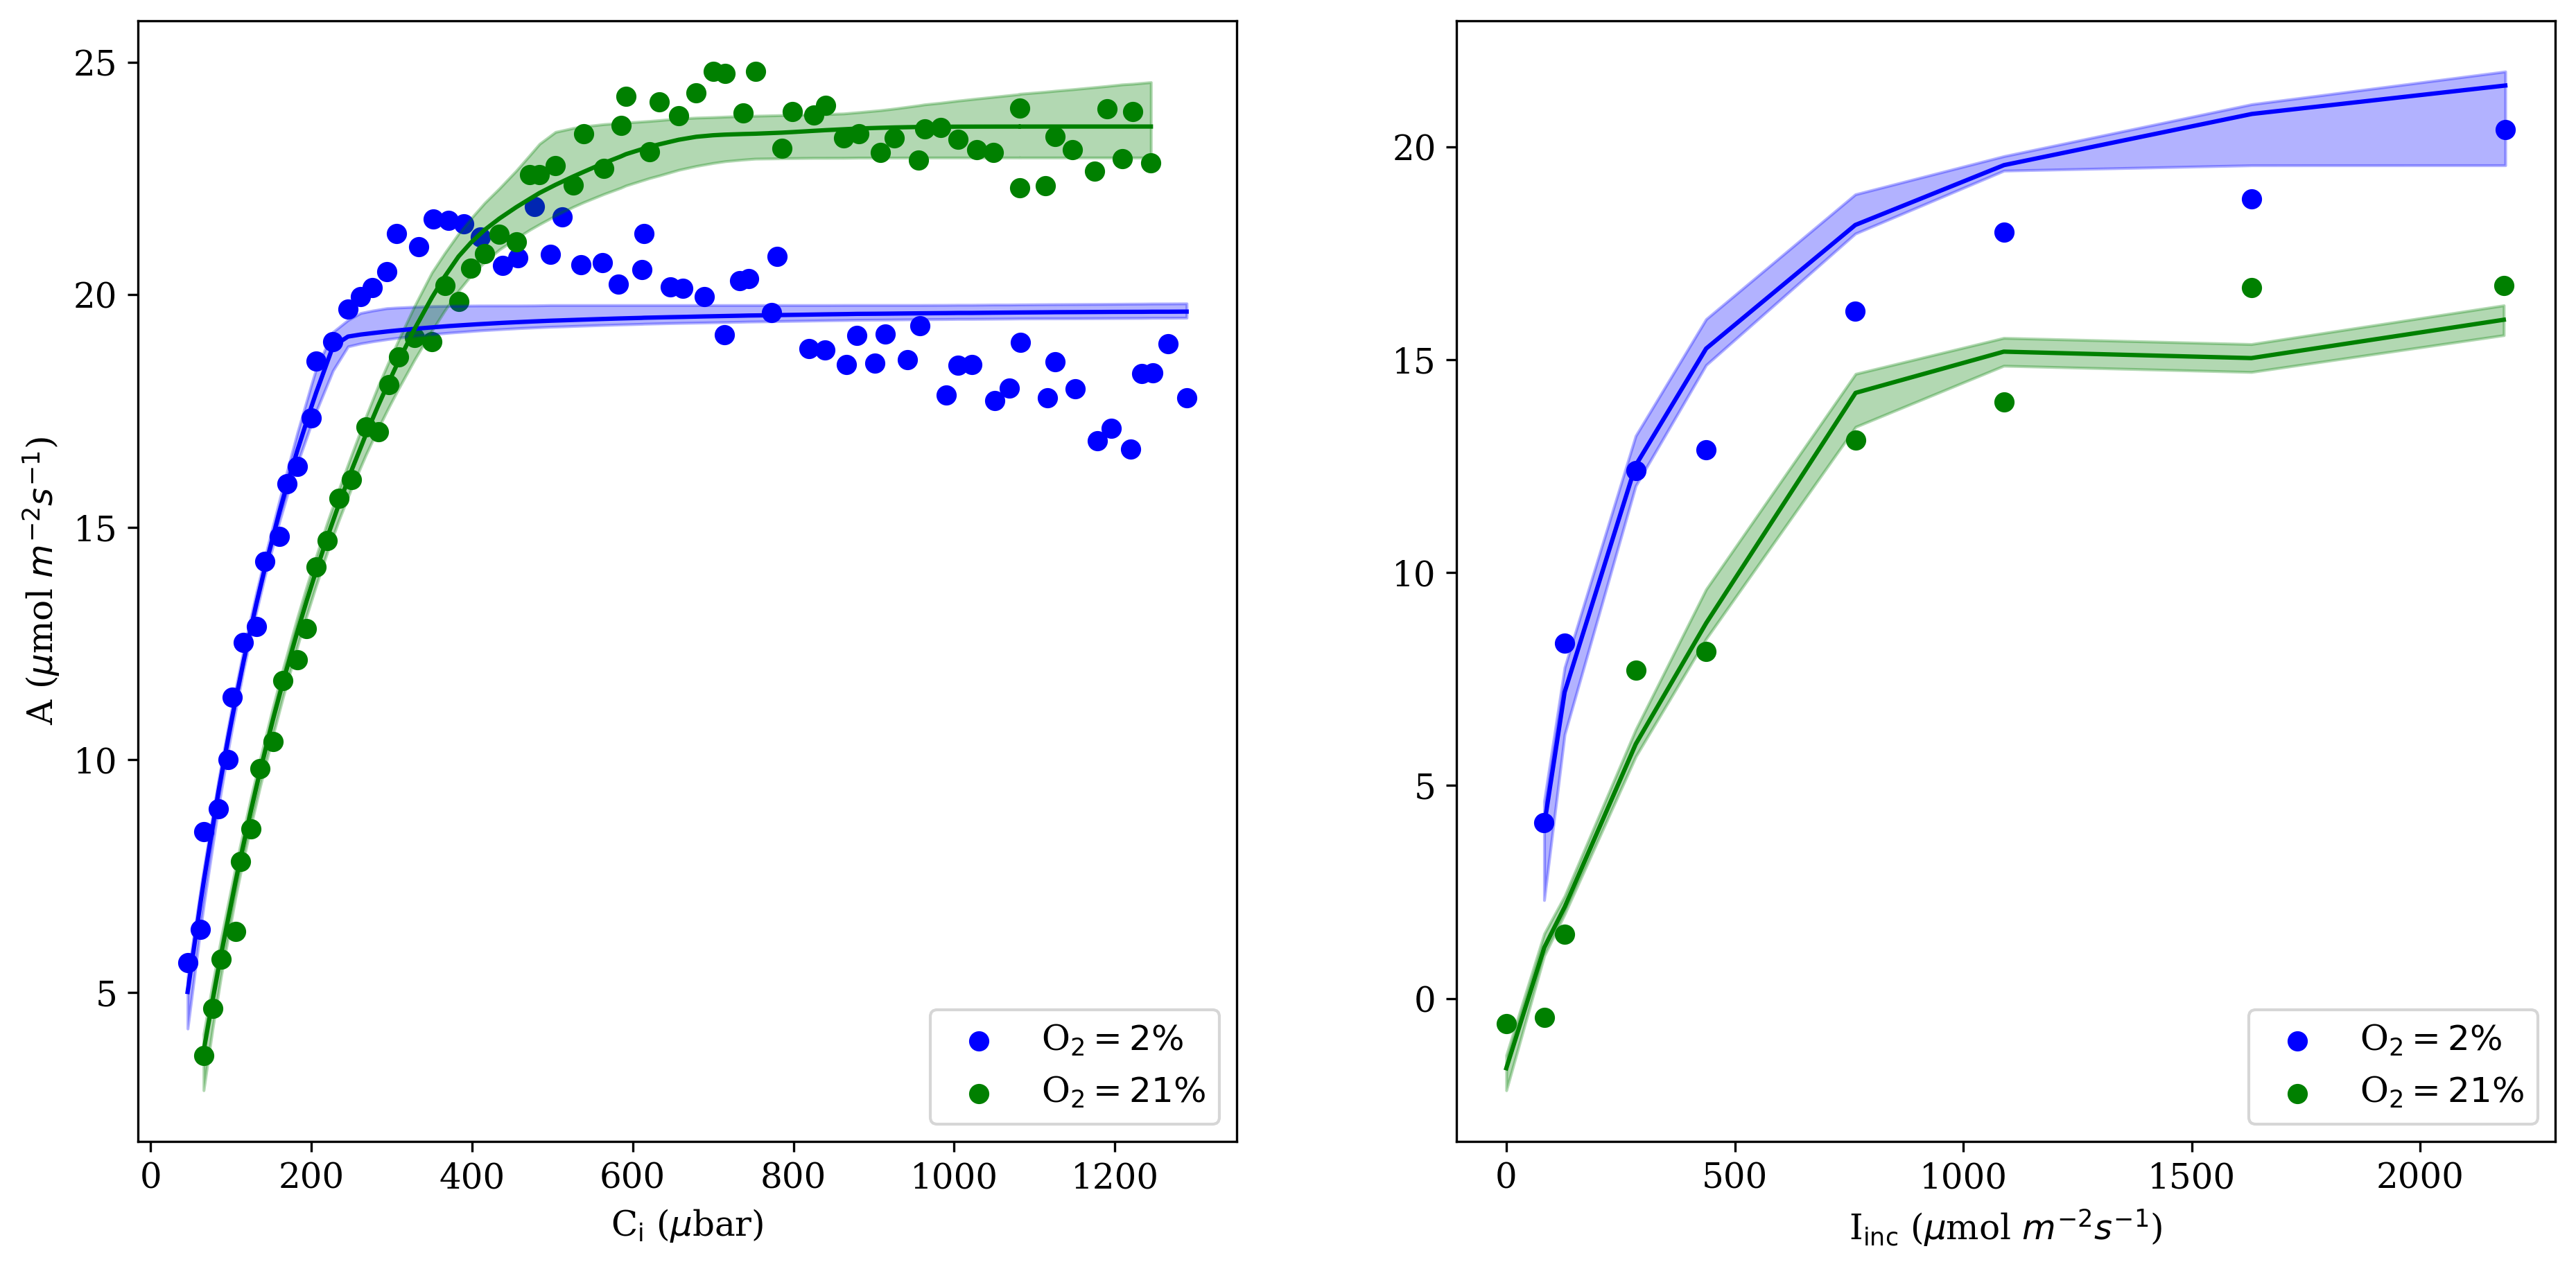 25
20
15
10
5
A (μmol m⁻²s⁻¹)
0 200 400 600 800 1000 1200
C_i (μbar)
O₂ = 2%
O₂ = 21%
20
15
10
5
0
0 500 1000 1500 2000
I_inc (μmol m⁻²s⁻¹)
O₂ = 2%
O₂ = 21%